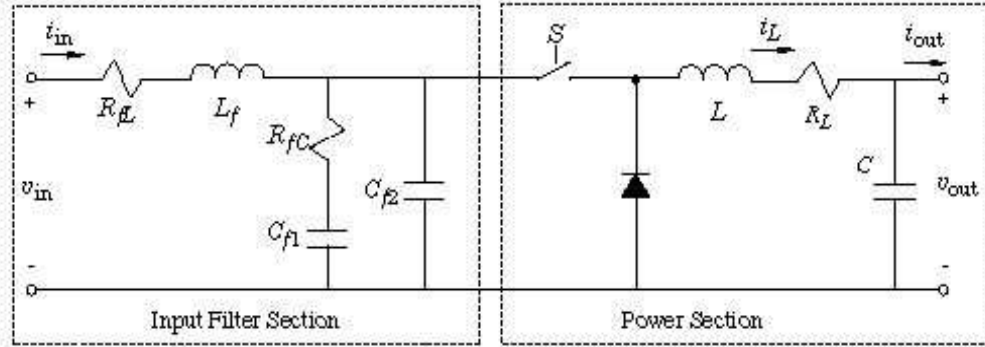 i_in
S
i_L
i_out
+
R_fL
L_f
L
R_L
+
R_fC
v_in
C_f2
C
v_out
C_f1
-
-
Input Filter Section
Power Section